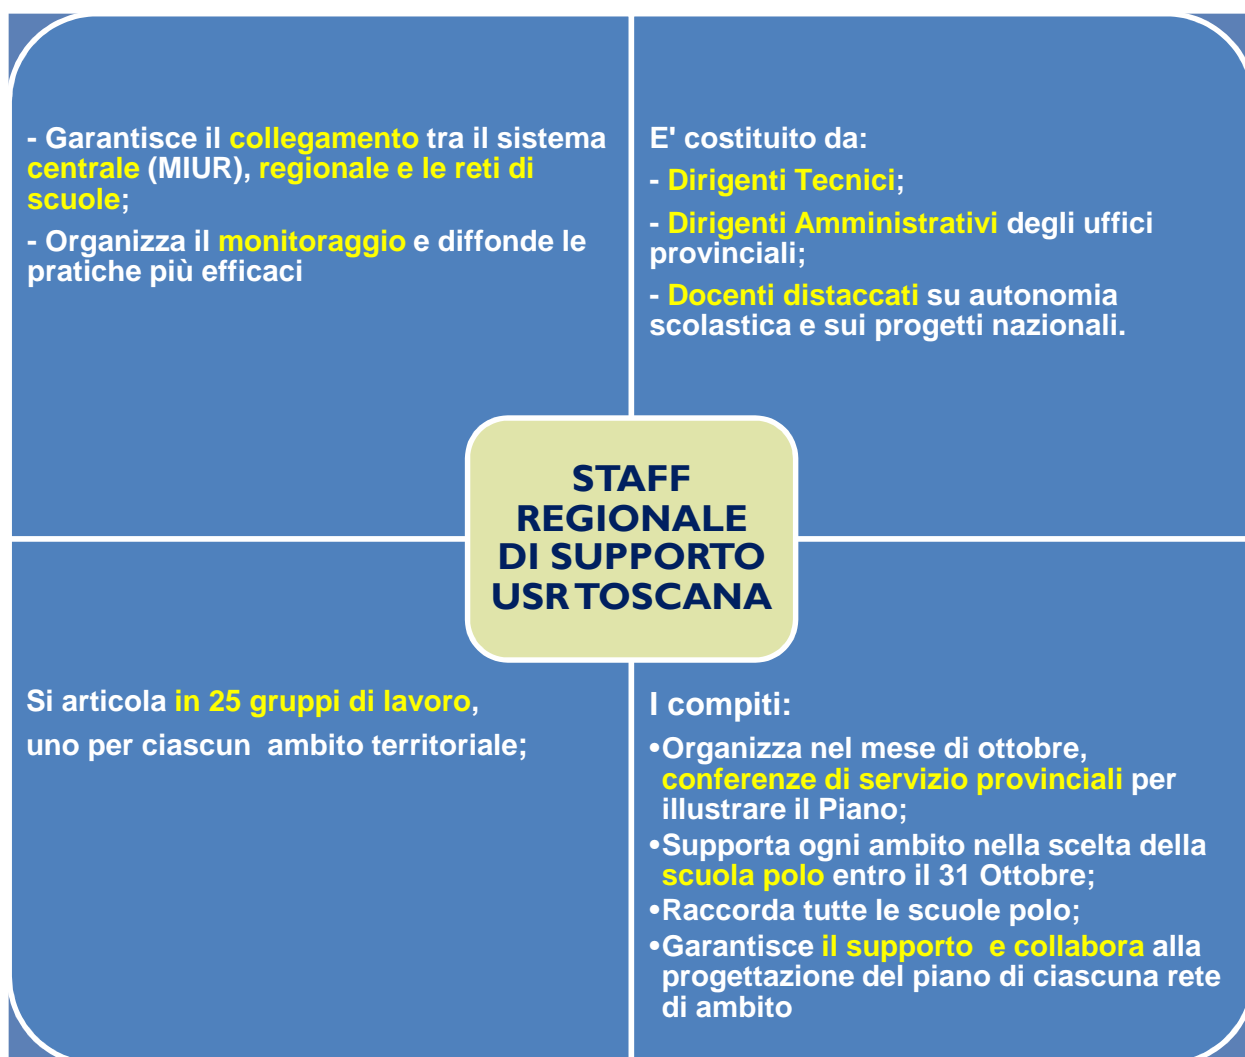 - Garantisce il collegamento tra il sistema
centrale (MIUR), regionale e le reti di
scuole;
- Organizza il monitoraggio e diffonde le
pratiche più efficaci
E' costituito da:
- Dirigenti Tecnici;
- Dirigenti Amministrativi degli uffici
provinciali;
- Docenti distaccati su autonomia
scolastica e sui progetti nazionali.
STAFF
REGIONALE
DI SUPPORTO
USR TOSCANA
Si articola in 25 gruppi di lavoro,
uno per ciascun ambito territoriale;
I compiti:
•Organizza nel mese di ottobre,
conferenze di servizio provinciali per
illustrare il Piano;
•Supporta ogni ambito nella scelta della
scuola polo entro il 31 Ottobre;
•Raccorda tutte le scuole polo;
•Garantisce il supporto e collabora alla
progettazione del piano di ciascuna rete
di ambito